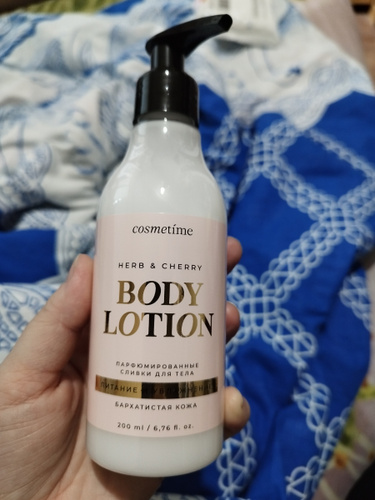 cosmetime
HERB & CHERRY
BODY
LOTION
ПАРФЮМИРОВАННЫЕ
СЛИВКИ ДЛЯ ТЕЛА
ПИТАНИЕ
БАРХАТИСТАЯ КОЖА
200 ml / 6,76 fl. oz.